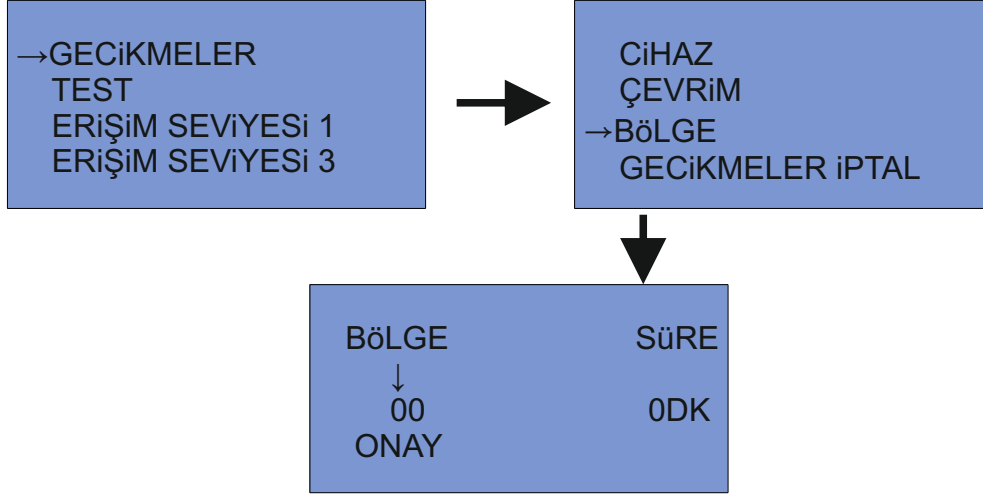 →GECiKMELER
TEST
ERiŞiM SEViYESi 1
ERiŞiM SEViYESi 3
CiHAZ
ÇEVRiM
→BöLGE
GECiKMELER iPTAL
BöLGE SüRE
↓
00 0DK
ONAY